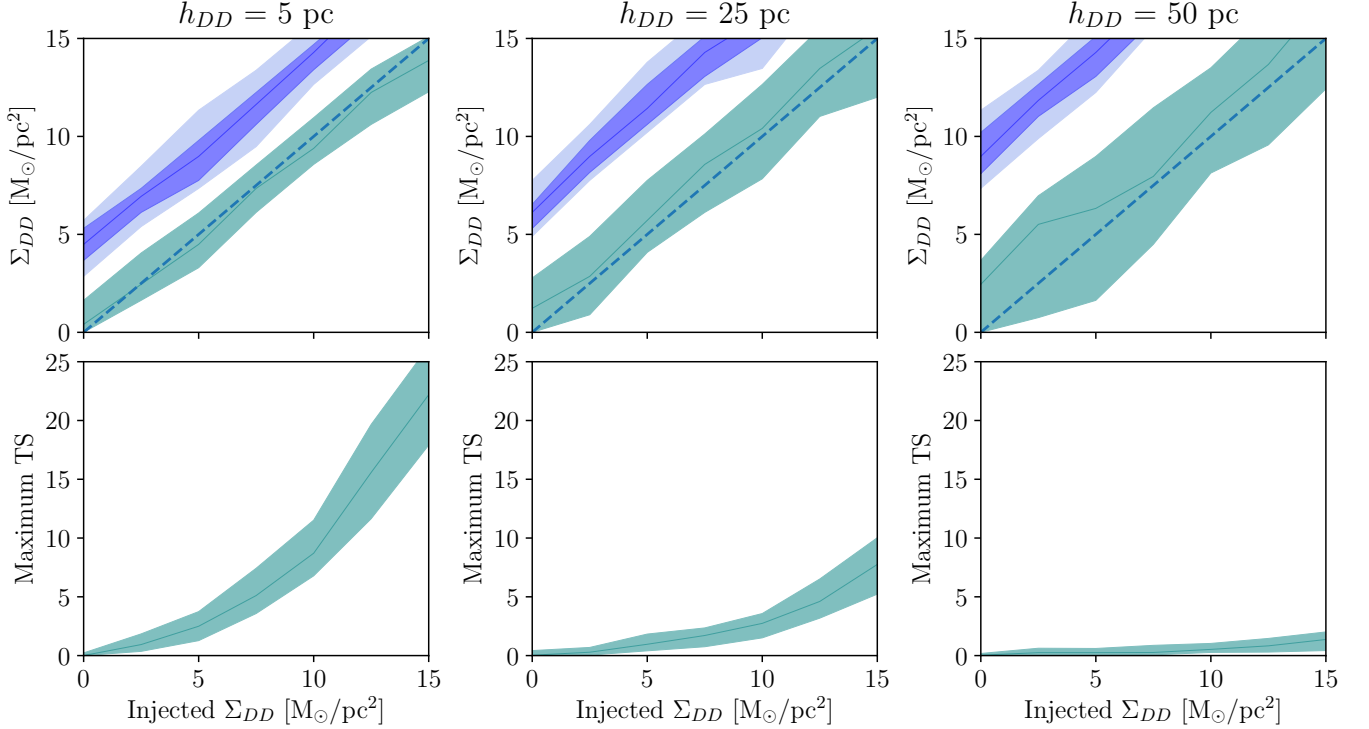 h_DD = 5 pc
h_DD = 25 pc
h_DD = 50 pc
Σ_DD [M_⊙/pc²]
15
10
5
0
Σ_DD [M_⊙/pc²]
15
10
5
0
Σ_DD [M_⊙/pc²]
15
10
5
0
Maximum TS
25
20
15
10
5
0
0 5 10 15
Injected Σ_DD [M_⊙/pc²]
Maximum TS
25
20
15
10
5
0
0 5 10 15
Injected Σ_DD [M_⊙/pc²]
Maximum TS
25
20
15
10
5
0
0 5 10 15
Injected Σ_DD [M_⊙/pc²]